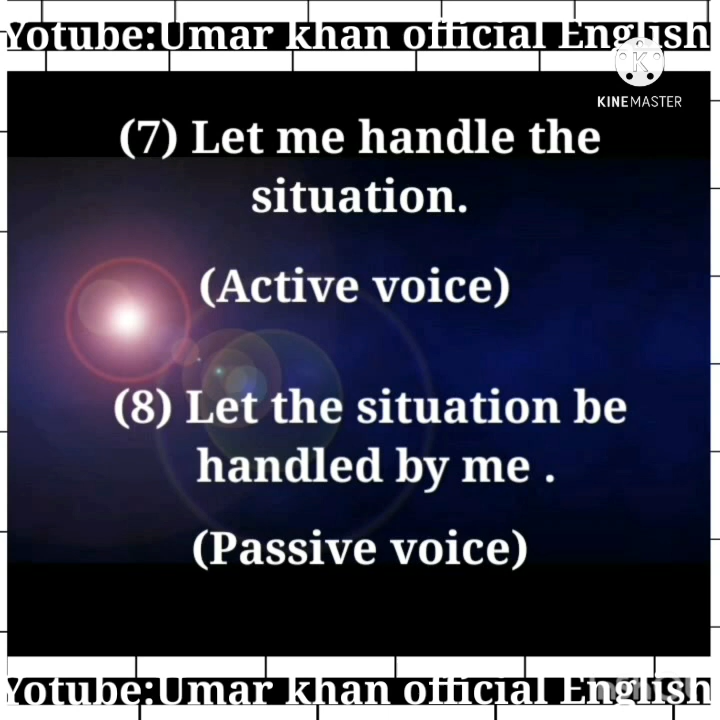 Yotube:Umar khan official English
KINEMASTER
(7) Let me handle the
situation.
(Active voice)
(8) Let the situation be
handled by me .
(Passive voice)
Yotube:Umar khan official English